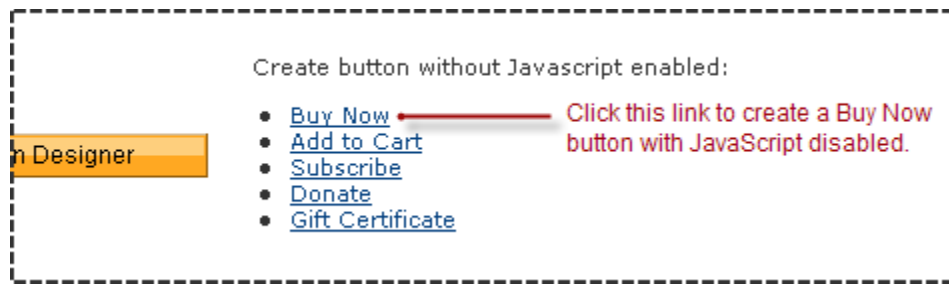 Create button without Javascript enabled:
Buy Now
Click this link to create a Buy Now
button with JavaScript disabled.
Add to Cart
n Designer
Subscribe
Donate
Gift Certificate